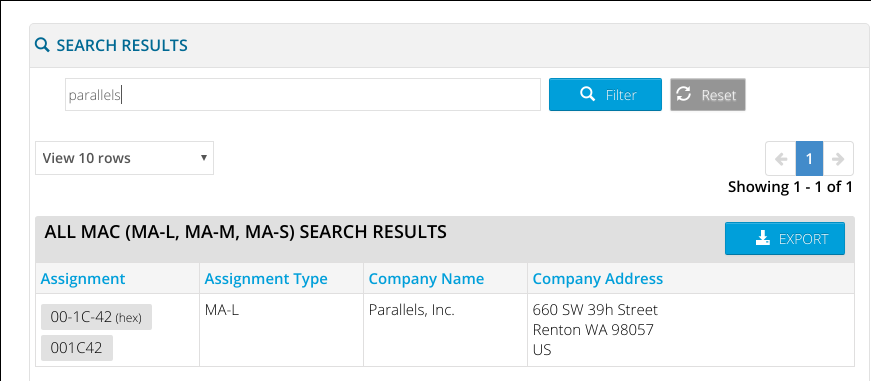 SEARCH RESULTS
parallels
Filter
Reset
View 10 rows
1
Showing 1 - 1 of 1
ALL MAC (MA-L, MA-M, MA-S) SEARCH RESULTS
EXPORT
Assignment Assignment Type Company Name Company Address
00-1C-42 (hex) MA-L Parallels, Inc. 660 SW 39h Street
Renton WA 98057
001C42 US